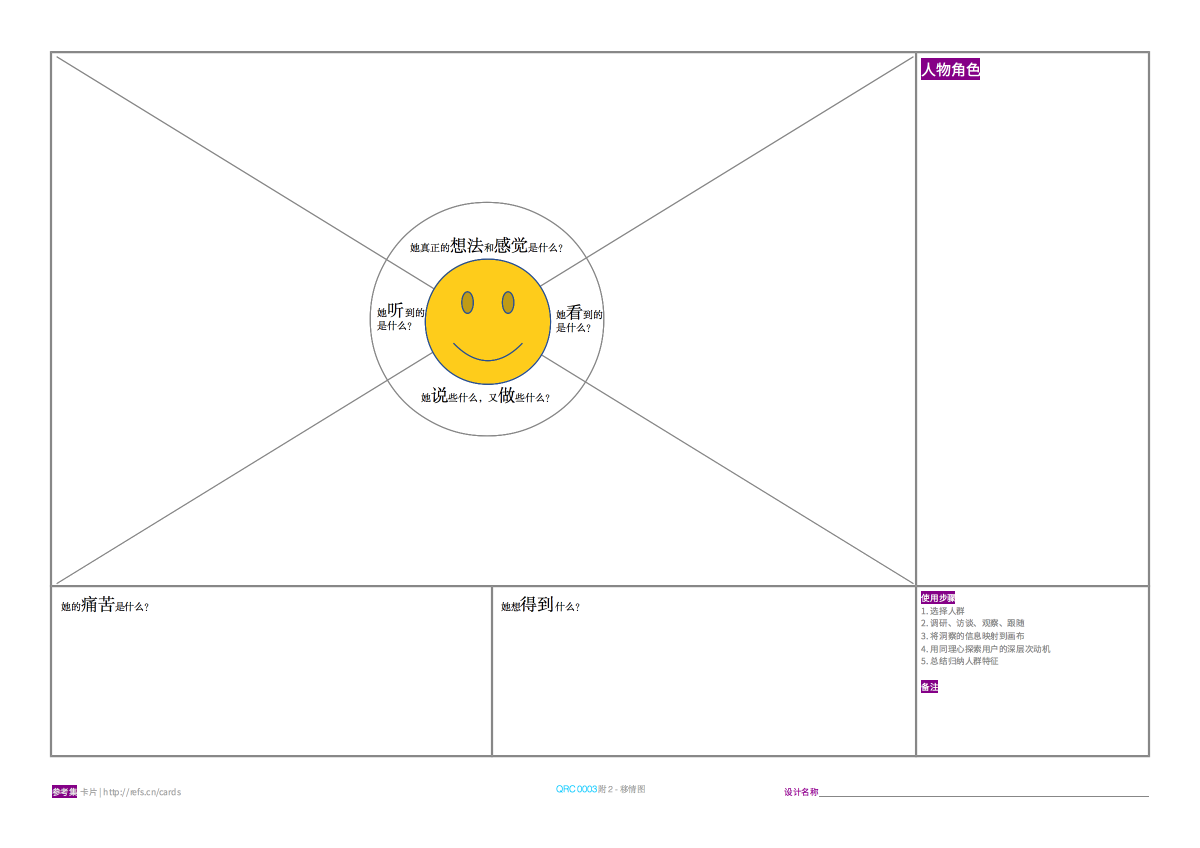 人物角色
她真正的想法和感觉是什么?
她听到的
是什么?
她看到的
是什么?
她说些什么，又做些什么?
她的痛苦是什么?
她想得到什么?
使用步骤
1. 选择人群
2. 调研、访谈、观察、跟随
3. 将洞察的信息映射到画布
4. 用同理心探索用户的深层次动机
5. 总结归纳人群特征
备注
参考集 卡片 | http://refs.cn/cards
QRC 0003附 2 - 移情图
设计名称